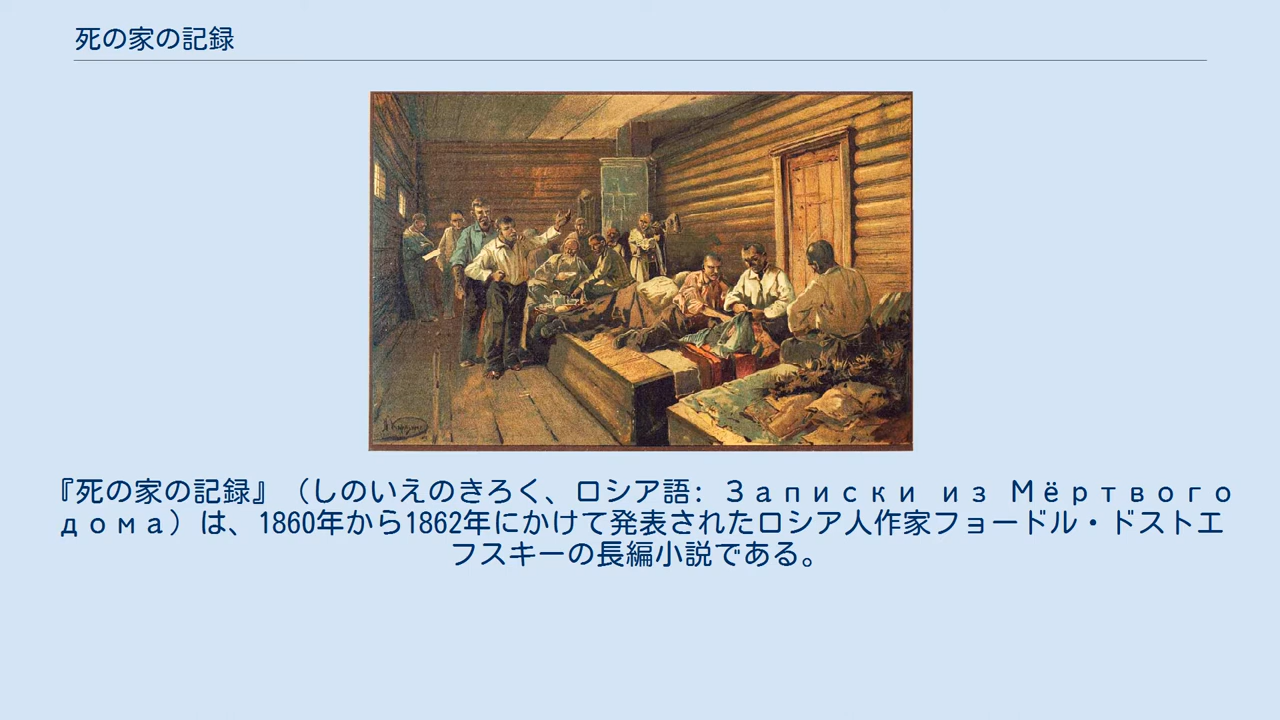 死の家の記録
『死の家の記録』（しのいえのきろく、ロシア語: Записки из Мёртвого
дома）は、1860年から1862年にかけて発表されたロシア人作家フョードル・ドストエ
フスキーの長編小説である。